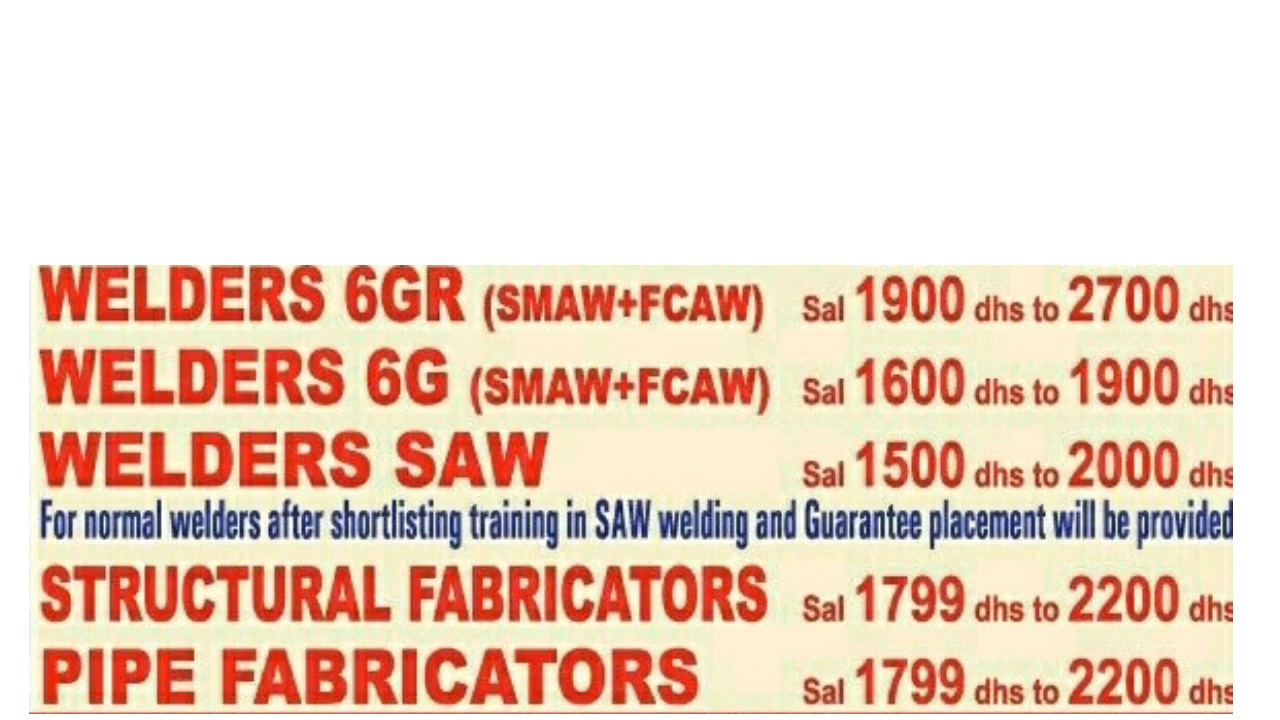 WELDERS 6GR (SMAW+FCAW) Sal 1900 dhs to 2700 dhs
WELDERS 6G (SMAW+FCAW) Sal 1600 dhs to 1900 dhs
WELDERS SAW Sal 1500 dhs to 2000 dhs
For normal welders after shortlisting training in SAW welding and Guarantee placement will be provided
STRUCTURAL FABRICATORS Sal 1799 dhs to 2200 dhs
PIPE FABRICATORS Sal 1799 dhs to 2200 dhs